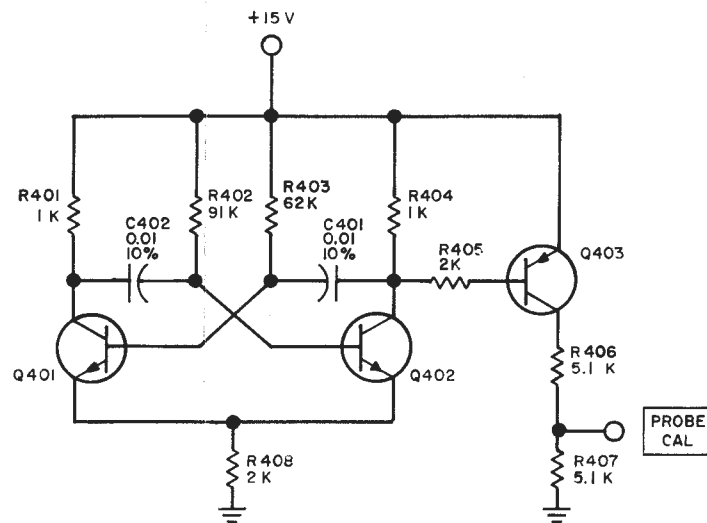 +15 V
R401
1 K
C402
0.01
10%
R402
91 K
R403
62 K
C401
0.01
10%
R404
1 K
R405
2K
Q403
Q401
Q402
R406
5.1 K
PROBE
CAL
R408
2 K
R407
5.1 K